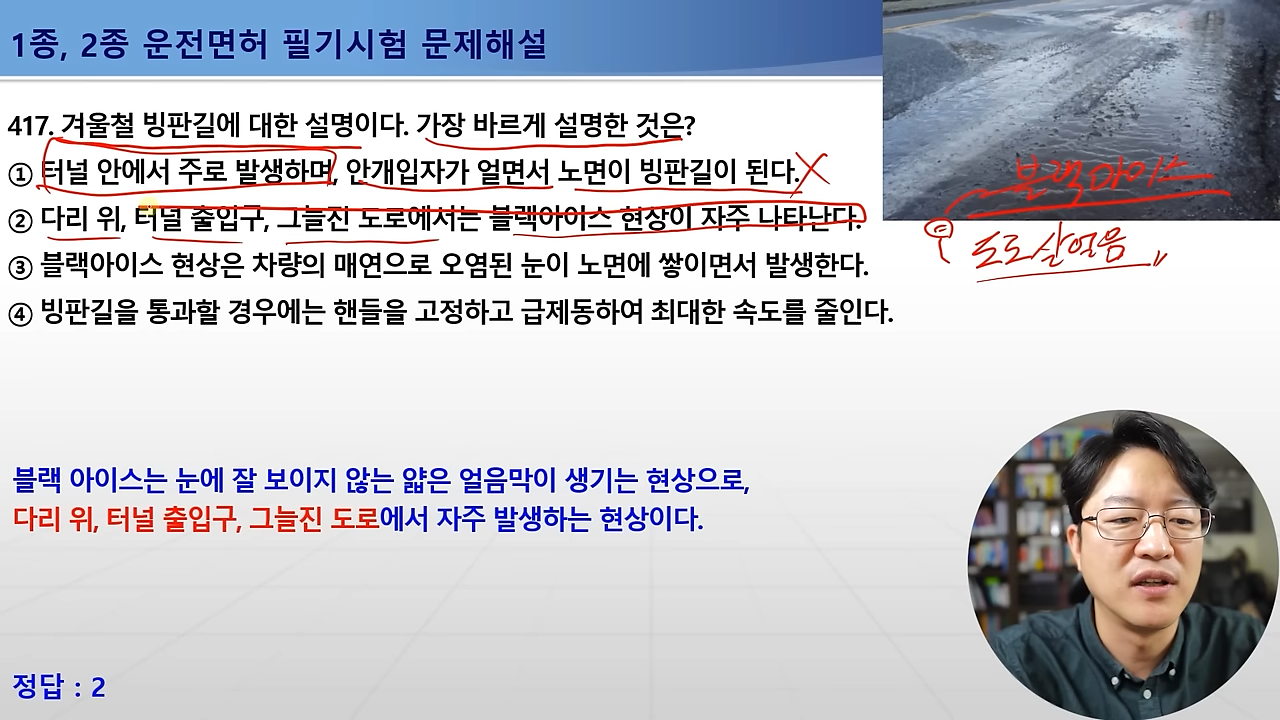 1종, 2종 운전면허 필기시험 문제해설
417. 겨울철 빙판길에 대한 설명이다. 가장 바르게 설명한 것은?
① 터널 안에서 주로 발생하며, 안개입자가 얼면서 노면이 빙판길이 된다.
② 다리 위, 터널 출입구, 그늘진 도로에서는 블랙아이스 현상이 자주 나타난다.
③ 블랙아이스 현상은 차량의 매연으로 오염된 눈이 노면에 쌓이면서 발생한다.
④ 빙판길을 통과할 경우에는 핸들을 고정하고 급제동하여 최대한 속도를 줄인다.
블랙아이스
도로살얼음
블랙 아이스는 눈에 잘 보이지 않는 얇은 얼음막이 생기는 현상으로,
다리 위, 터널 출입구, 그늘진 도로에서 자주 발생하는 현상이다.
정답 : 2